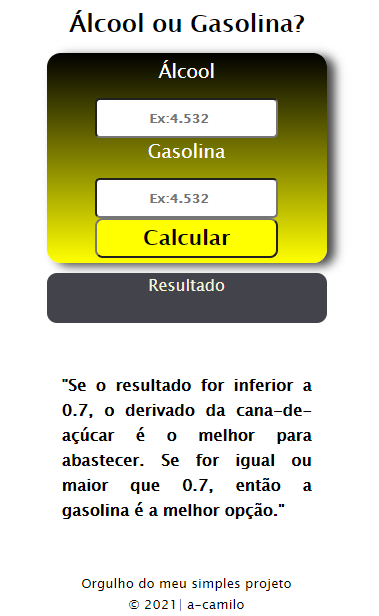 Álcool ou Gasolina?
Álcool
Ex:4.532
Gasolina
Ex:4.532
Calcular
Resultado
"Se o resultado for inferior a
0.7, o derivado da cana-de-
açúcar é o melhor para
abastecer. Se for igual ou
maior que 0.7, então a
gasolina é a melhor opção."
Orgulho do meu simples projeto
© 2021| a-camilo